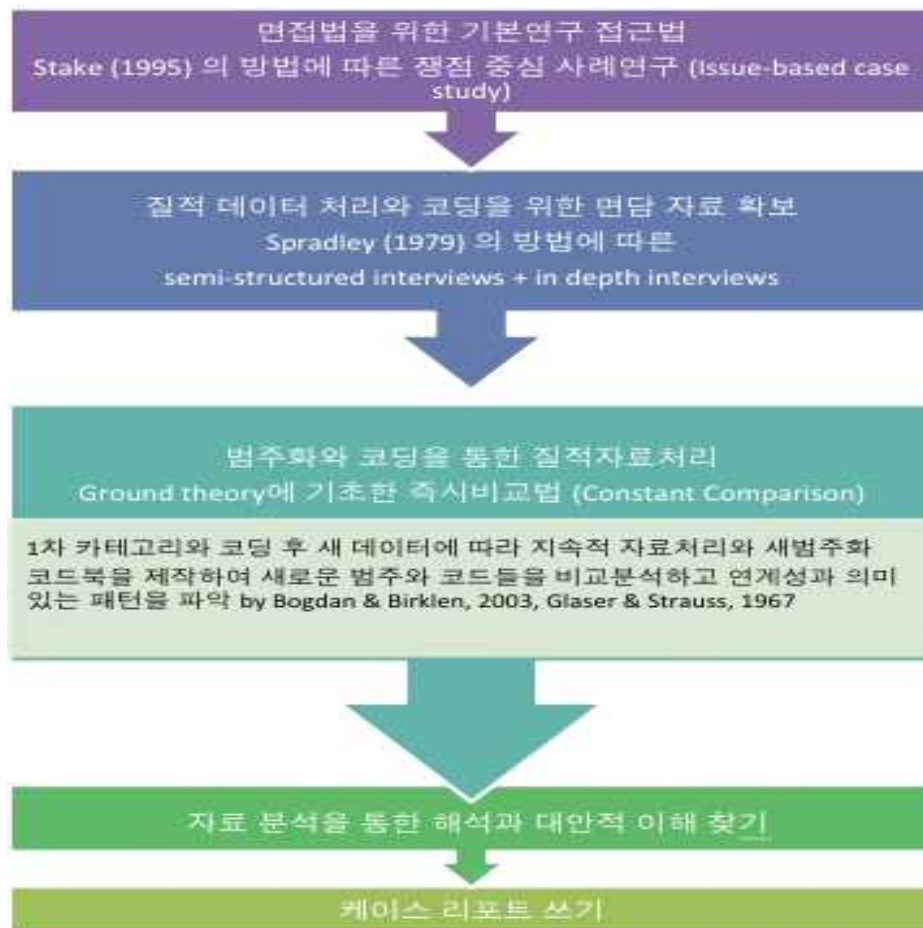 면접법을 위한 기본연구 접근법
Stake (1995) 의 방법에 따른 쟁점 중심 사례연구 (Issue-based case
study)
질적 데이터 처리와 코딩을 위한 면담 자료 확보
Spradley (1979) 의 방법에 따른
semi-structured interviews + in depth interviews
범주화와 코딩을 통한 질적자료처리
Ground theory에 기초한 즉시비교법 (Constant Comparison)
1차 카테고리와 코딩 후 새 데이터에 따라 지속적 자료처리와 새범주화
코드북을 제작하여 새로운 범주와 코드들을 비교분석하고 연계성과 의미
있는 패턴을 파악 by Bogdan & Birklen, 2003, Glaser & Strauss, 1967
자료 분석을 통한 해석과 대안적 이해 찾기
케이스 리포트 쓰기